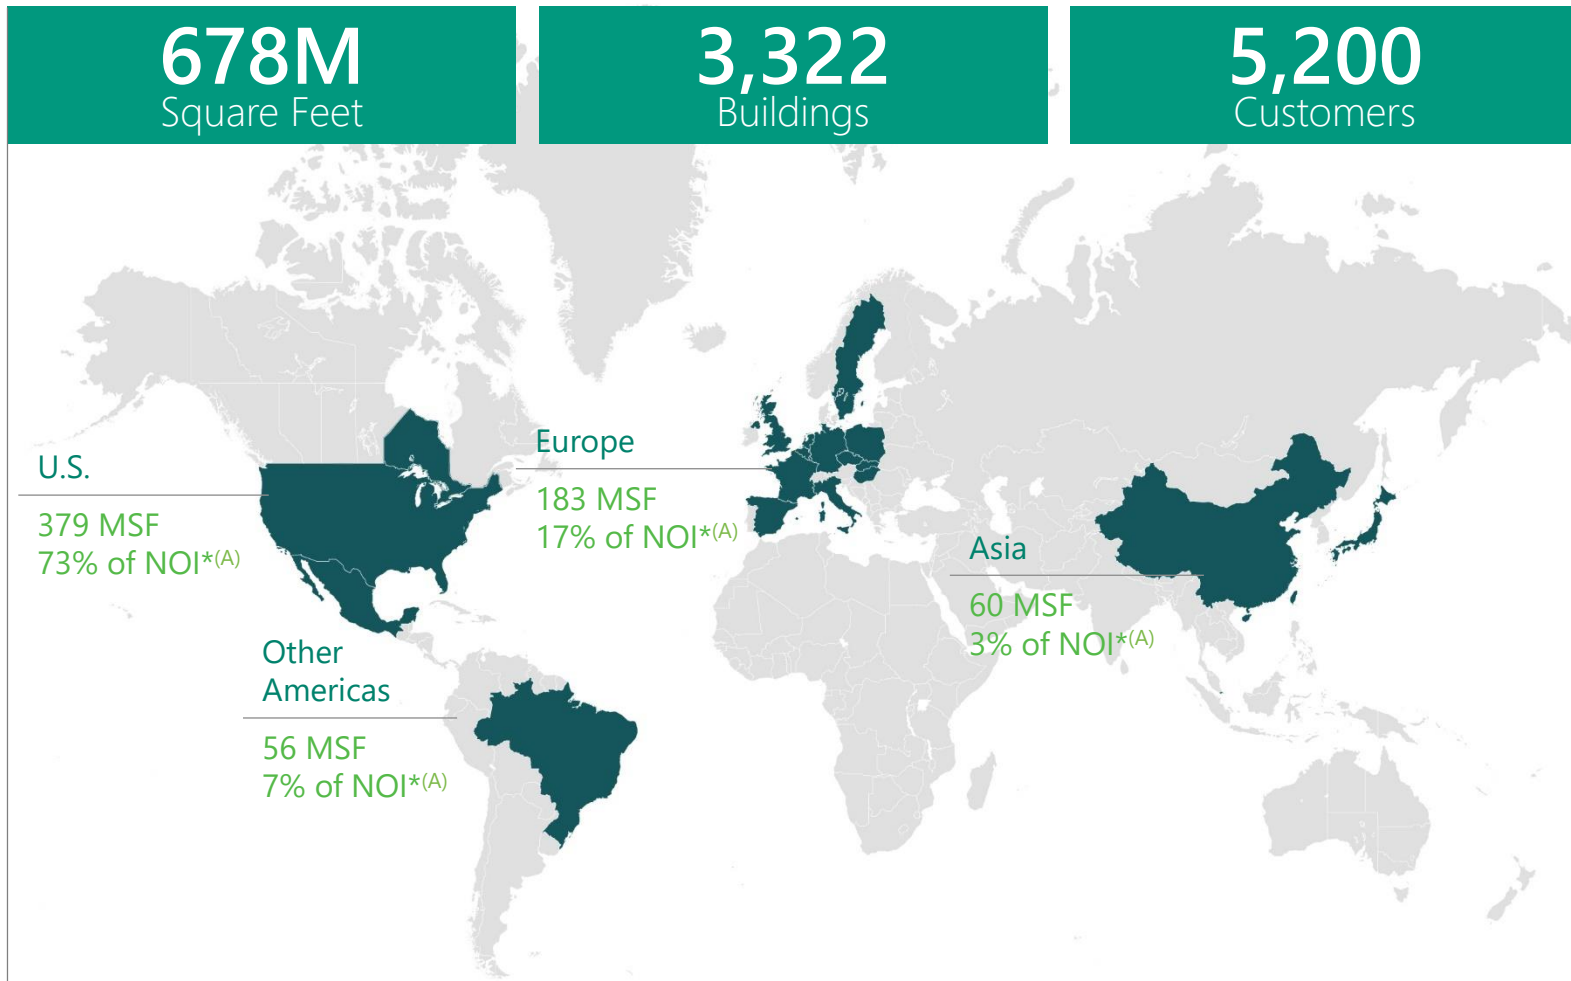 678M
Square Feet
3,322
Buildings
5,200
Customers
U.S.
379 MSF
73% of NOI*(A)
Europe
183 MSF
17% of NOI*(A)
Asia
60 MSF
3% of NOI*(A)
Other
Americas
56 MSF
7% of NOI*(A)